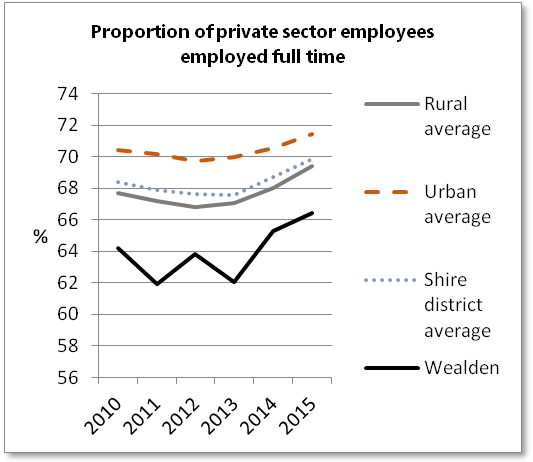 Proportion of private sector employees
employed full time
74
72
70
68
66
64
62
60
58
56
%
2010
2011
2012
2013
2014
2015
Rural
average
Urban
average
Shire
district
average
Wealden